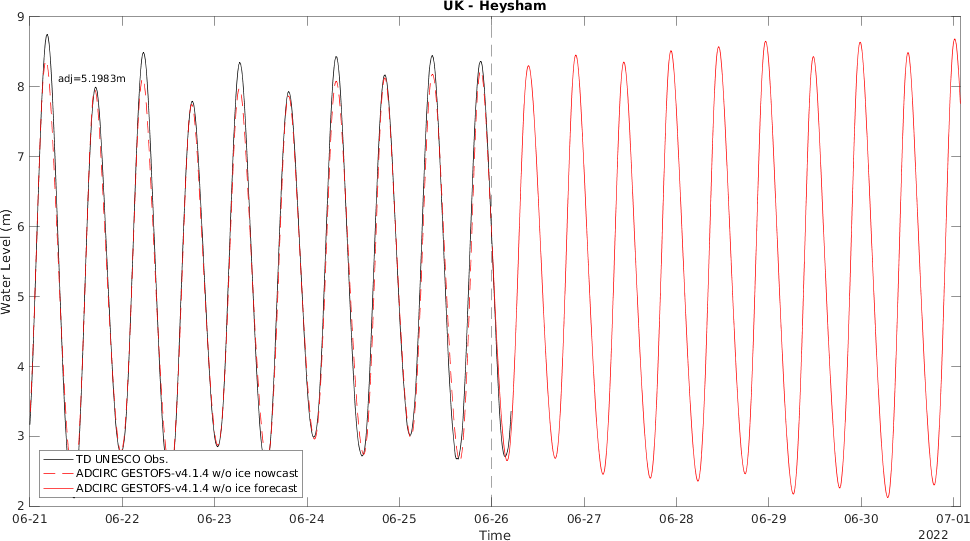 UK - Heysham
9
8
7
6
5
4
3
2
Water Level (m)
adj=5.1983m
TD UNESCO Obs.
ADCIRC GESTOFS-v4.1.4 w/o ice nowcast
ADCIRC GESTOFS-v4.1.4 w/o ice forecast
06-21 06-22 06-23 06-24 06-25 06-26 06-27 06-28 06-29 06-30 07-01
Time
2022